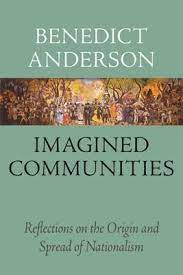 BENEDICT
ANDERSON
IMAGINED
COMMUNITIES
Reflections on the Origin and
Spread of Nationalism